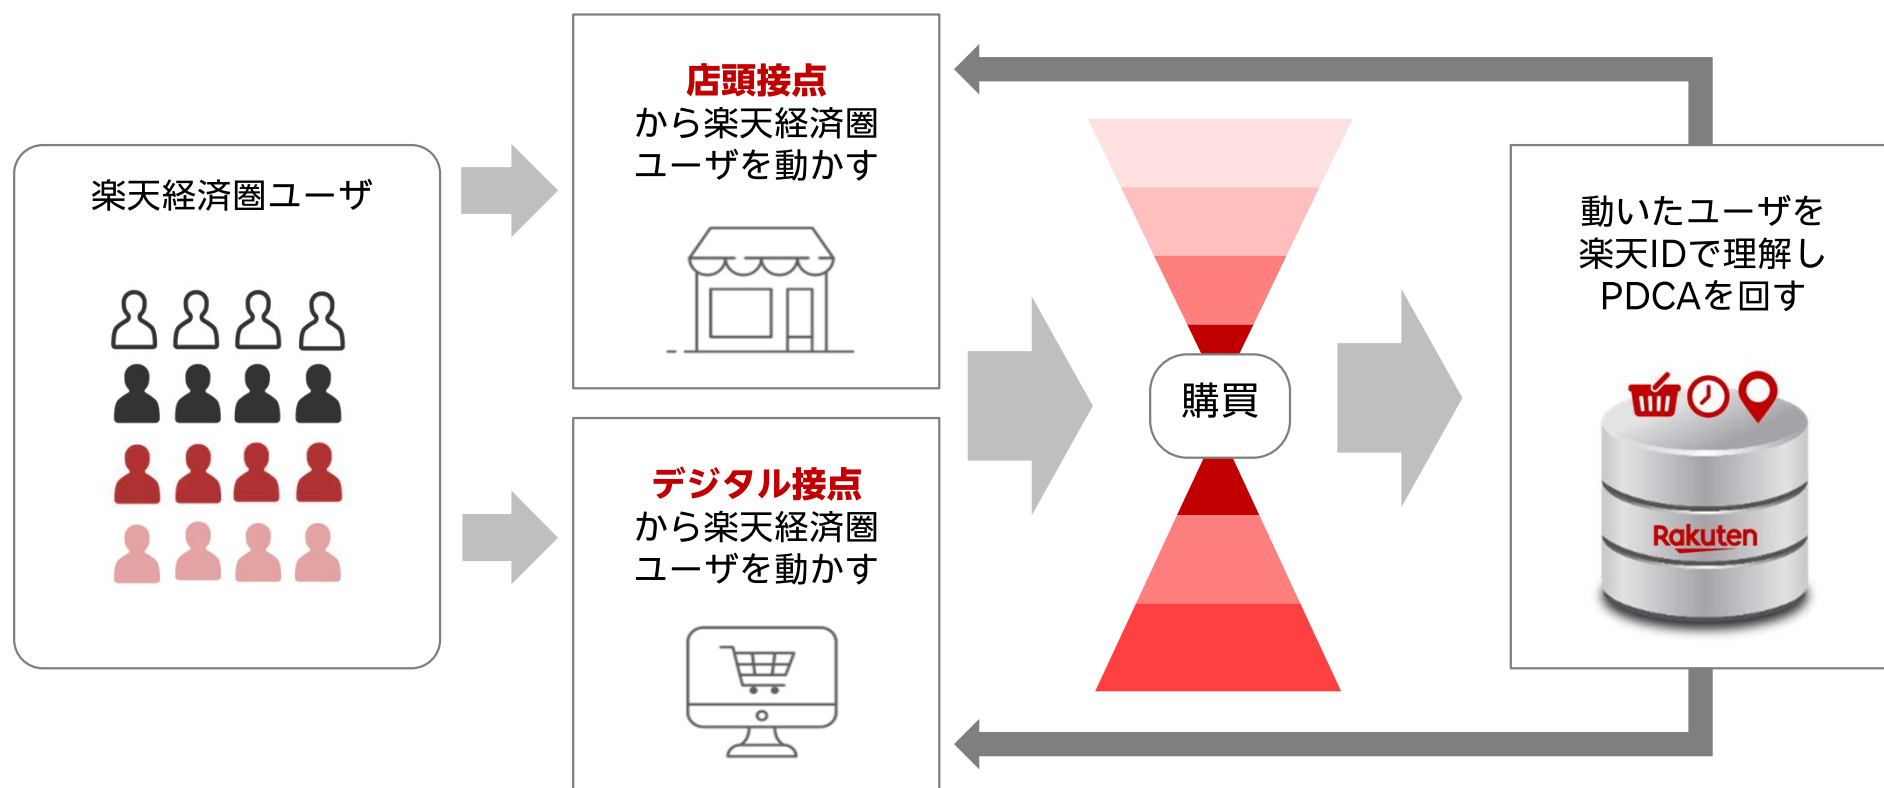 楽天経済圏ユーザ
店頭接点
から楽天経済圏
ユーザを動かす
デジタル接点
から楽天経済圏
ユーザを動かす
購買
動いたユーザを
楽天IDで理解し
PDCAを回す
Rakuten